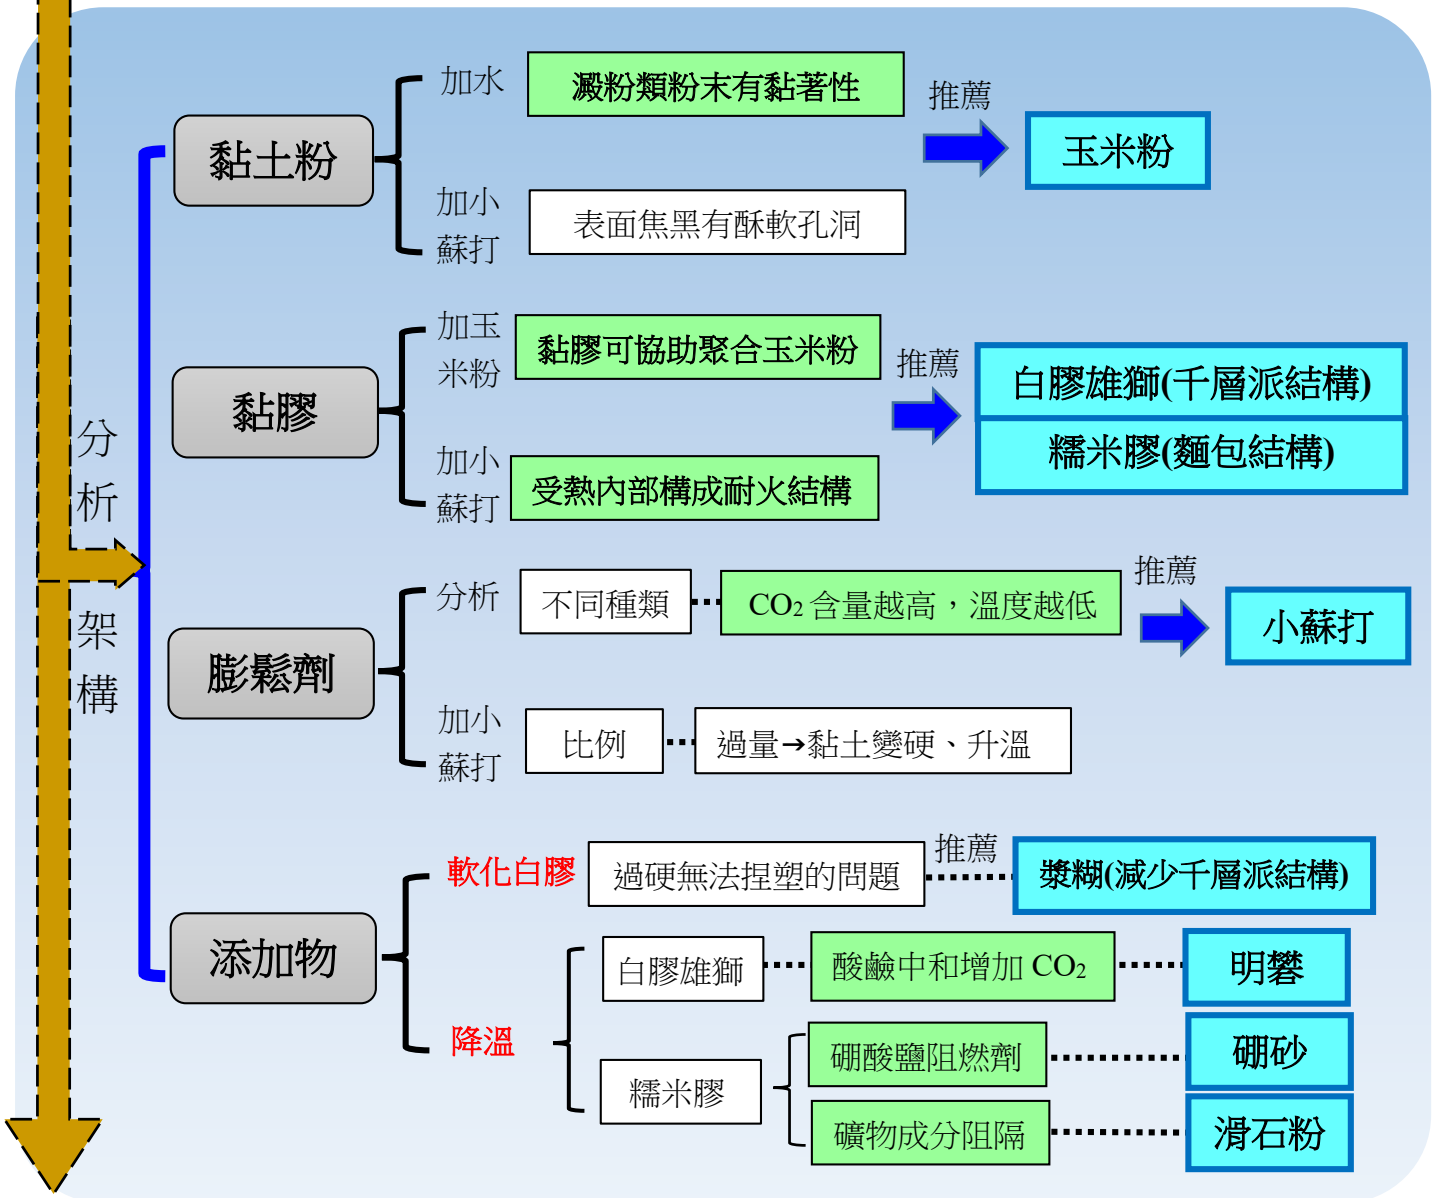 分
析
架
構
黏土粉
加水
澱粉類粉末有黏著性
推薦
玉米粉
加小
蘇打
表面焦黑有酥軟孔洞
黏膠
加玉
米粉
黏膠可協助聚合玉米粉
推薦
白膠雄獅(千層派結構)
糯米膠(麵包結構)
加小
蘇打
受熱內部構成耐火結構
膨鬆劑
分析
不同種類
CO₂ 含量越高，溫度越低
推薦
小蘇打
加小
蘇打
比例
過量→黏土變硬、升溫
添加物
軟化白膠
過硬無法捏塑的問題
推薦
漿糊(減少千層派結構)
降溫
白膠雄獅
酸鹼中和增加 CO₂
明礬
糯米膠
硼酸鹽阻燃劑
硼砂
礦物成分阻隔
滑石粉